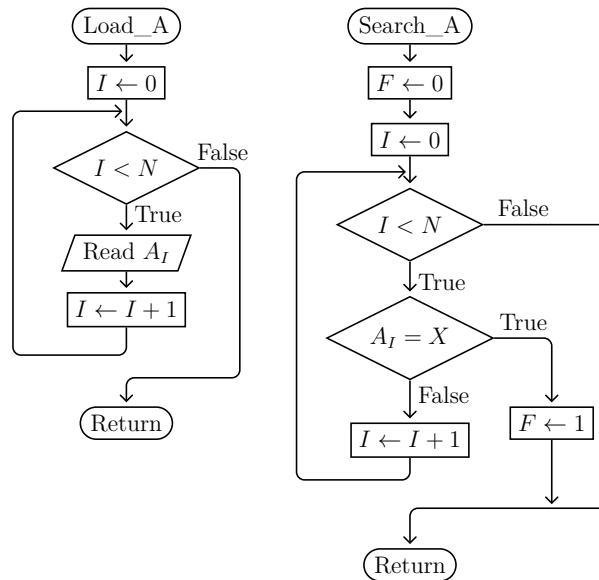 Load_A
I ← 0
I < N
False
True
Read A_I
I ← I + 1
Return
Search_A
F ← 0
I ← 0
I < N
False
True
A_I = X
True
False
I ← I + 1
F ← 1
Return